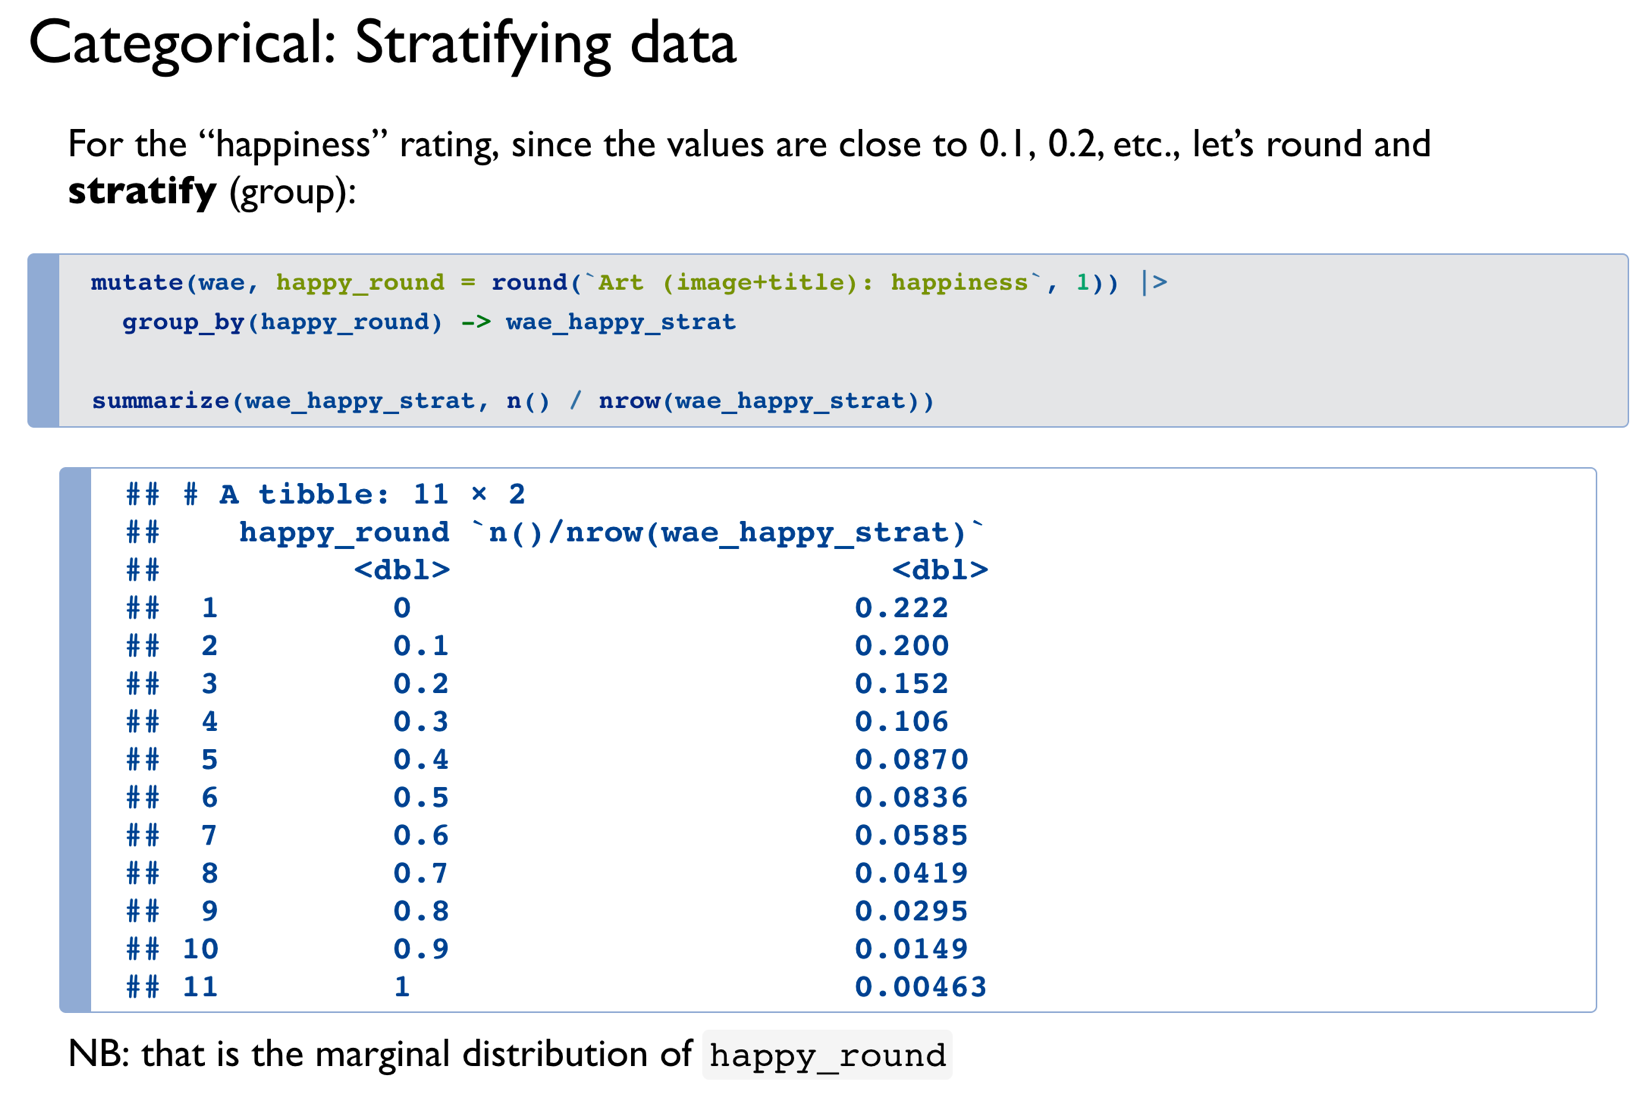 Categorical: Stratifying data
For the “happiness” rating, since the values are close to 0.1, 0.2, etc., let’s round and
stratify (group):
mutate(wae, happy_round = round(`Art (image+title): happiness`, 1)) |>
  group_by(happy_round) -> wae_happy_strat
summarize(wae_happy_strat, n() / nrow(wae_happy_strat))
## # A tibble: 11 × 2
##    happy_round `n()/nrow(wae_happy_strat)`
##          <dbl>                       <dbl>
##  1         0                       0.222
##  2         0.1                     0.200
##  3         0.2                     0.152
##  4         0.3                     0.106
##  5         0.4                     0.0870
##  6         0.5                     0.0836
##  7         0.6                     0.0585
##  8         0.7                     0.0419
##  9         0.8                     0.0295
## 10         0.9                     0.0149
## 11         1                       0.00463
NB: that is the marginal distribution of happy_round